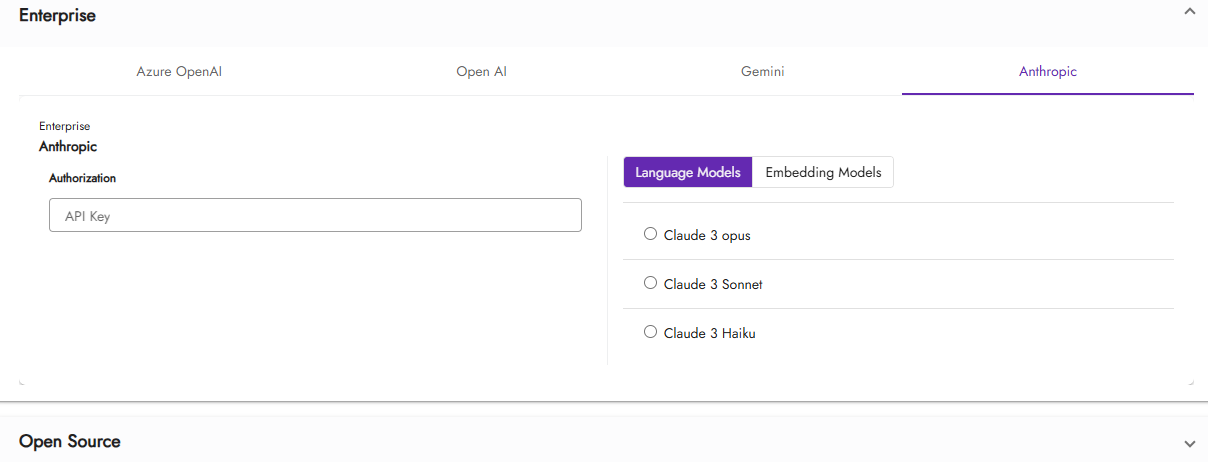 Enterprise
Azure OpenAI
Open AI
Gemini
Anthropic
Enterprise
Anthropic
Authorization
API Key
Language Models
Embedding Models
Claude 3 opus
Claude 3 Sonnet
Claude 3 Haiku
Open Source